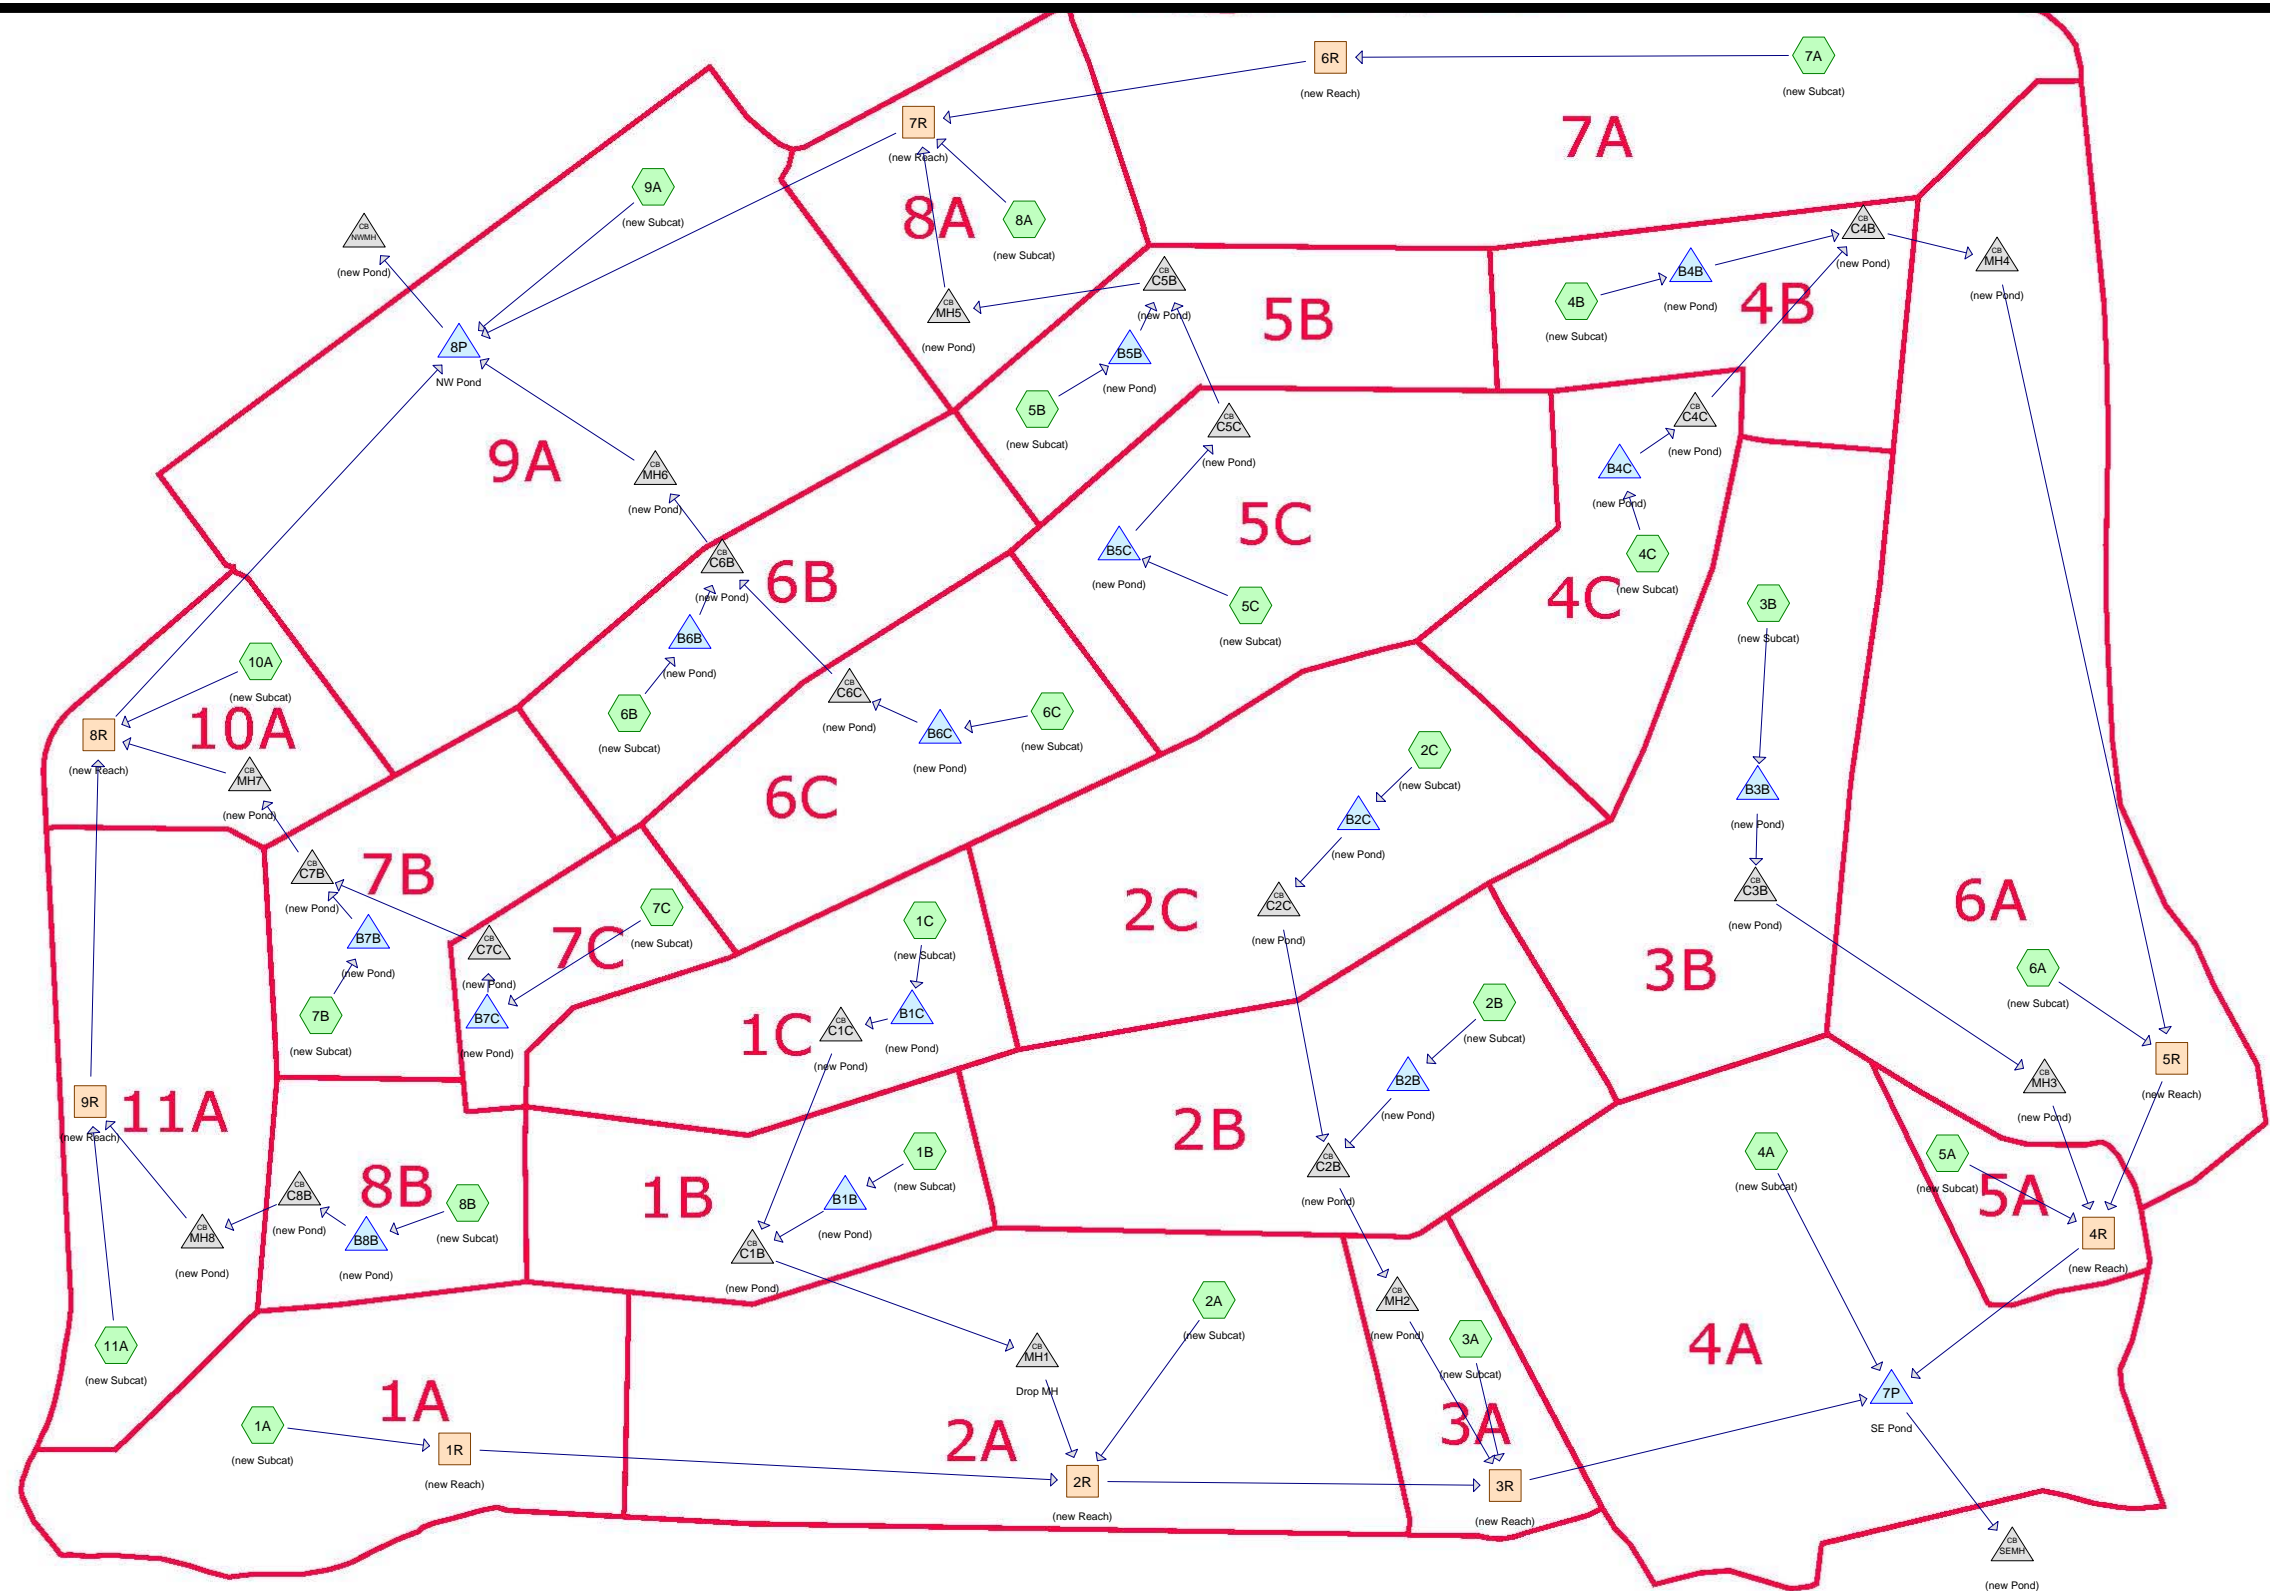 6R
(new Reach)
7A
(new Subcat)
7A
7R
(new Reach)
9A
(new Subcat)
8A
8A
(new Subcat)
CB
NWMH
(new Pond)
CB
C4B
(new Pond)
CB
MH4
(new Pond)
B4B
(new Pond)
4B
4B
(new Subcat)
CB
C5B
(new Pond)
5B
CB
MH5
(new Pond)
8P
NW Pond
B5B
(new Pond)
5B
(new Subcat)
CB
C5C
(new Pond)
CB
C4C
(new Pond)
B4C
(new Pond)
9A
CB
MH6
(new Pond)
5C
B5C
(new Pond)
4C
(new Subcat)
4C
CB
C6B
(new Pond)
6B
5C
(new Subcat)
3B
(new Subcat)
B6B
(new Pond)
10A
(new Subcat)
6B
(new Subcat)
CB
C6C
(new Pond)
6C
(new Subcat)
B6C
(new Pond)
10A
8R
(new Reach)
CB
MH7
(new Pond)
6C
2C
(new Subcat)
B3B
(new Pond)
B2C
(new Pond)
CB
C7B
(new Pond)
7B
CB
C3B
(new Pond)
CB
C2C
(new Pond)
2C
6A
7C
(new Subcat)
1C
(new Subcat)
B7B
(new Pond)
CB
C7C
(new Pond)
7C
3B
6A
(new Subcat)
7B
(new Subcat)
B7C
(new Pond)
1C
CB
C1C
(new Pond)
B1C
(new Pond)
2B
(new Subcat)
B2B
(new Pond)
5R
(new Reach)
CB
MH3
(new Pond)
9R
(new Reach)
11A
2B
1B
(new Subcat)
4A
(new Subcat)
5A
(new Subcat)
5A
CB
C2B
(new Pond)
CB
C8B
(new Pond)
8B
8B
(new Subcat)
1B
B1B
(new Pond)
CB
MH8
(new Pond)
B8B
(new Pond)
CB
C1B
(new Pond)
4R
(new Reach)
CB
MH2
(new Pond)
2A
(new Subcat)
11A
(new Subcat)
CB
MH1
Drop MH
3A
(new Subcat)
4A
7P
SE Pond
1A
1A
(new Subcat)
1R
(new Reach)
2A
3A
2R
(new Reach)
3R
(new Reach)
CB
SEMH
(new Pond)